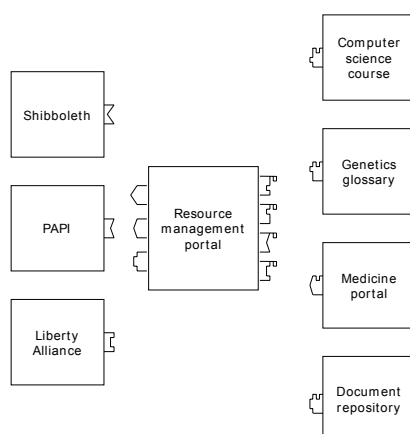 Shibboleth
PAPI
Liberty
Alliance
Resource
management
portal
Computer
science
course
Genetics
glossary
Medicine
portal
Document
repository